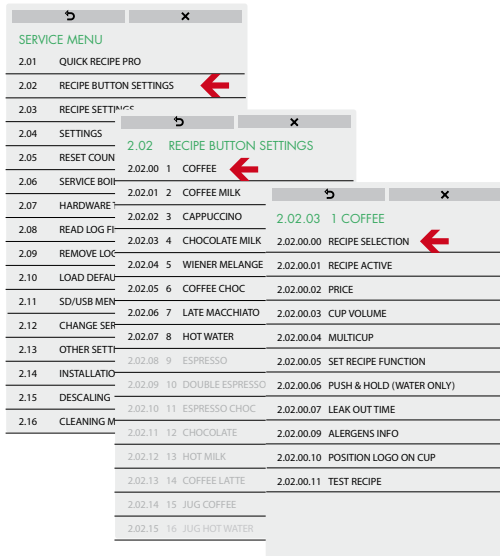 SERVICE MENU
2.01 QUICK RECIPE PRO
2.02 RECIPE BUTTON SETTINGS
2.03 RECIPE SETTINGS
2.04 SETTINGS
2.05 RESET COUN
2.06 SERVICE BOI
2.07 HARDWARE
2.08 READ LOG FI
2.09 REMOVE LOG
2.10 LOAD DEFAU
2.11 SD/USB MEN
2.12 CHANGE SER
2.13 OTHER SETTI
2.14 INSTALLATIO
2.15 DESCALING
2.16 CLEANING M
2.02 RECIPE BUTTON SETTINGS
2.02.00 1 COFFEE
2.02.01 2 COFFEE MILK
2.02.02 3 CAPPUCCINO
2.02.03 4 CHOCOLATE MILK
2.02.04 5 WIENER MELANGE
2.02.05 6 COFFEE CHOC
2.02.06 7 LATE MACCHIATO
2.02.07 8 HOT WATER
2.02.08 9 ESPRESSO
2.02.09 10 DOUBLE ESPRESSO
2.02.10 11 ESPRESSO CHOC
2.02.11 12 CHOCOLATE
2.02.12 13 HOT MILK
2.02.13 14 COFFEE LATTE
2.02.14 15 JUG COFFEE
2.02.15 16 JUG HOT WATER
2.02.03 1 COFFEE
2.02.00.00 RECIPE SELECTION
2.02.00.01 RECIPE ACTIVE
2.02.00.02 PRICE
2.02.00.03 CUP VOLUME
2.02.00.04 MULTICUP
2.02.00.05 SET RECIPE FUNCTION
2.02.00.06 PUSH & HOLD (WATER ONLY)
2.02.00.07 LEAK OUT TIME
2.02.00.09 ALERGENS INFO
2.02.00.10 POSITION LOGO ON CUP
2.02.00.11 TEST RECIPE